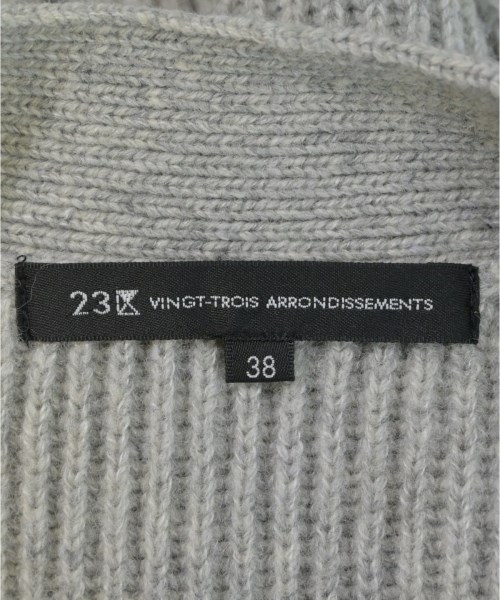 23区 VINGT-TROIS ARRONDISSEMENTS
38